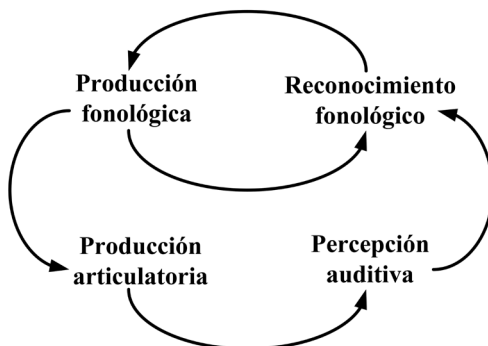 Producción
fonológica
Reconocimiento
fonológico
Producción
articulatoria
Percepción
auditiva